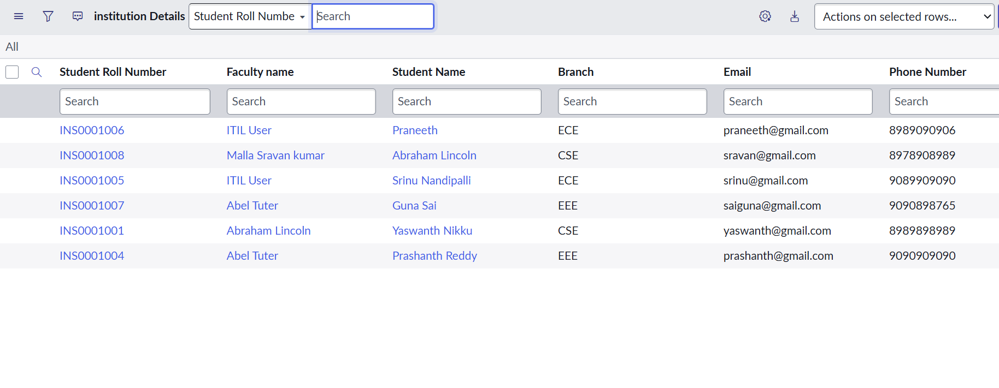 institution Details Student Roll Numbe Search Actions on selected rows...
All
Student Roll Number Faculty name Student Name Branch Email Phone Number
Search Search Search Search Search Search
INS0001006 ITIL User Praneeth ECE praneeth@gmail.com 8989090906
INS0001008 Malla Sravan kumar Abraham Lincoln CSE sravan@gmail.com 8978908989
INS0001005 ITIL User Srinu Nandipalli ECE srinu@gmail.com 9089909090
INS0001007 Abel Tuter Guna Sai EEE saiguna@gmail.com 9090898765
INS0001001 Abraham Lincoln Yaswanth Nikku CSE yaswanth@gmail.com 8989898989
INS0001004 Abel Tuter Prashanth Reddy EEE prashanth@gmail.com 9090909090